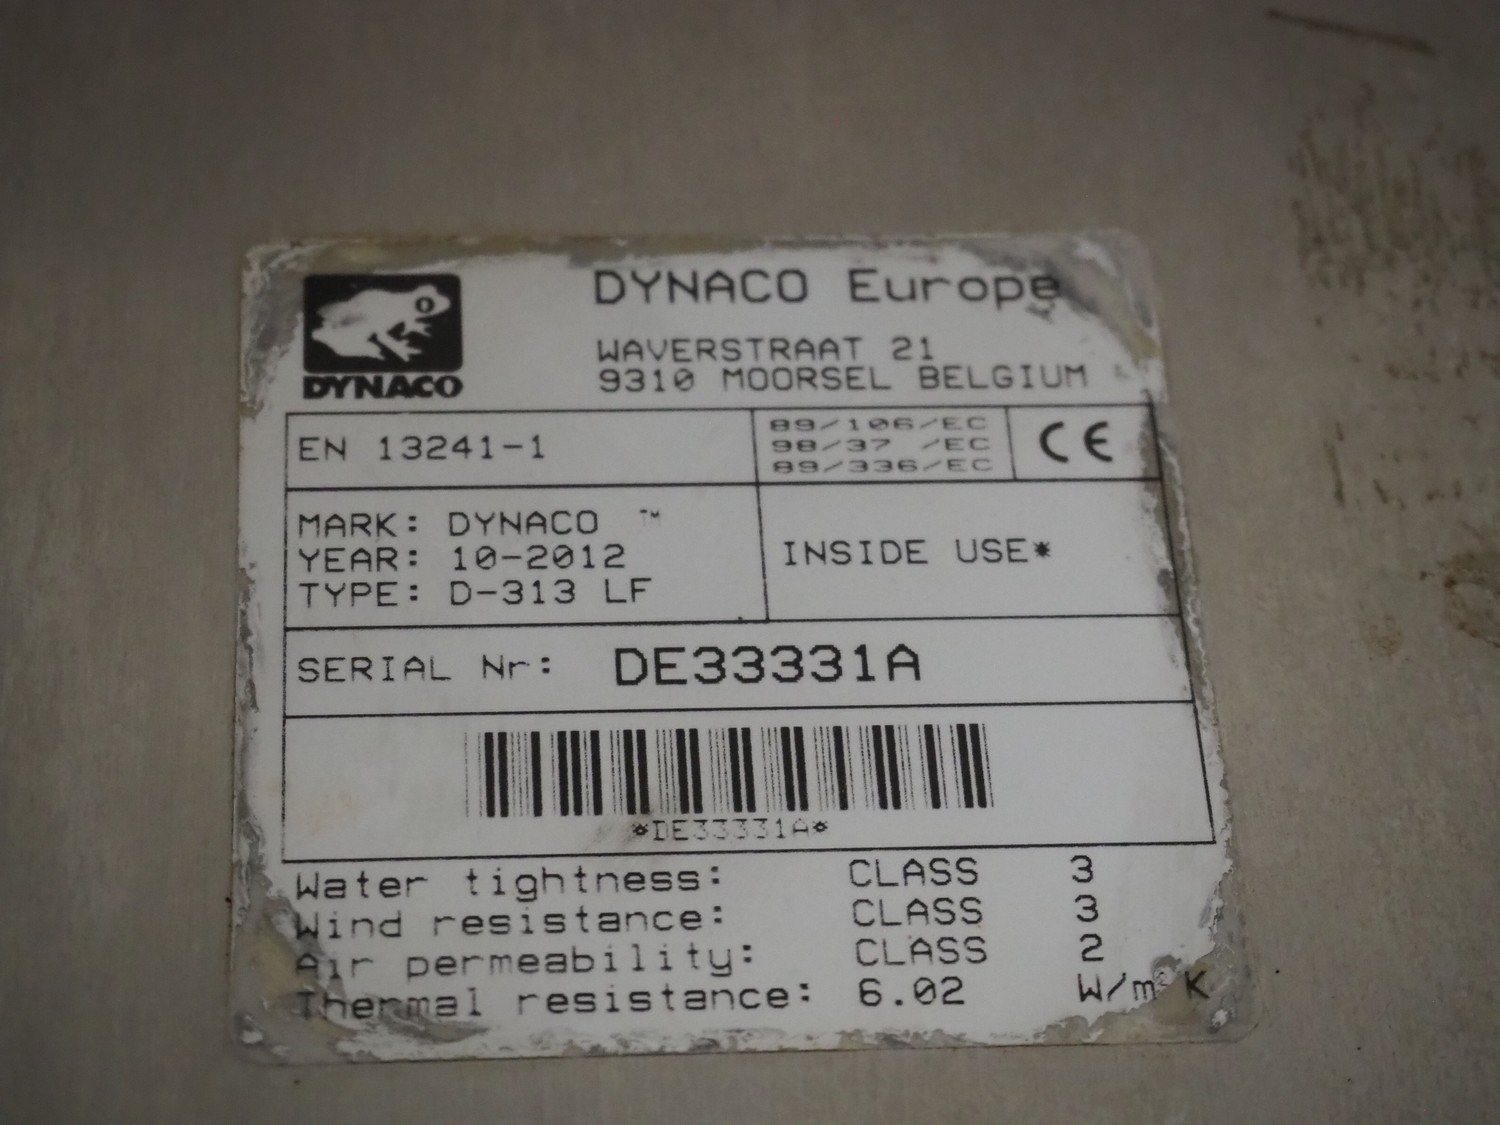 DYNACO
DYNACO Europe
WAVERSTRAAT 21
9310 MOORSEL BELGIUM
EN 13241-1
89/106/EC
98/37 /EC
89/336/EC
CE
MARK: DYNACO ™
YEAR: 10-2012
TYPE: D-313 LF
INSIDE USE*
SERIAL Nr: DE33331A
*DE33331A*
Water tightness: CLASS 3
Wind resistance: CLASS 3
Air permeability: CLASS 2
Thermal resistance: 6.02 W/m² K